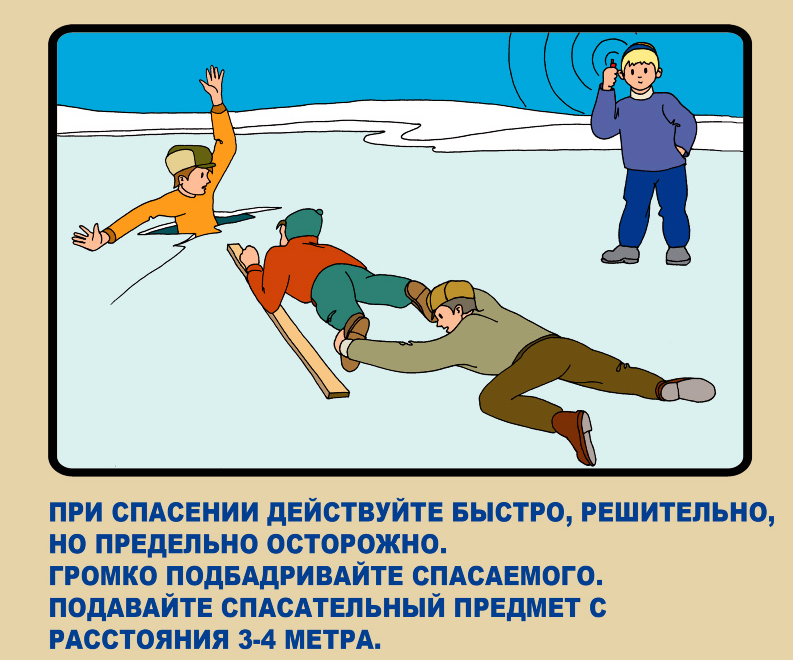 ПРИ СПАСЕНИИ ДЕЙСТВУЙТЕ БЫСТРО, РЕШИТЕЛЬНО,
НО ПРЕДЕЛЬНО ОСТОРОЖНО.
ГРОМКО ПОДБАДРИВАЙТЕ СПАСАЕМОГО.
ПОДАВАЙТЕ СПАСАТЕЛЬНЫЙ ПРЕДМЕТ С
РАССТОЯНИЯ 3-4 МЕТРА.